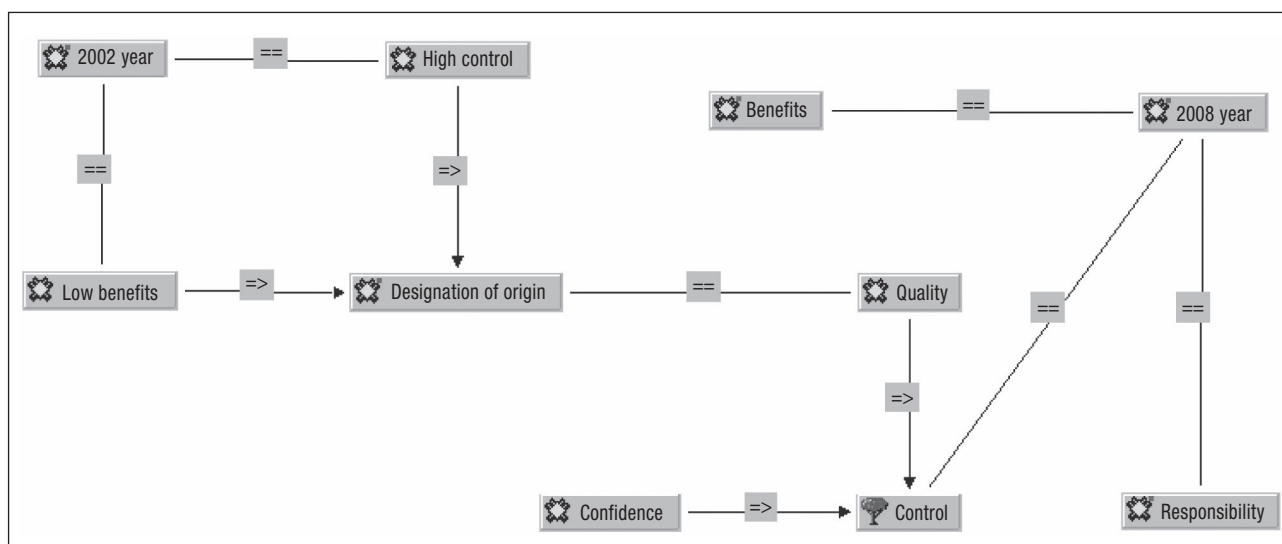 2002 year
==
High control
Benefits
==
2008 year
==
=>
Low benefits
=>
Designation of origin
==
Quality
==
==
=>
Confidence
=>
Control
Responsibility